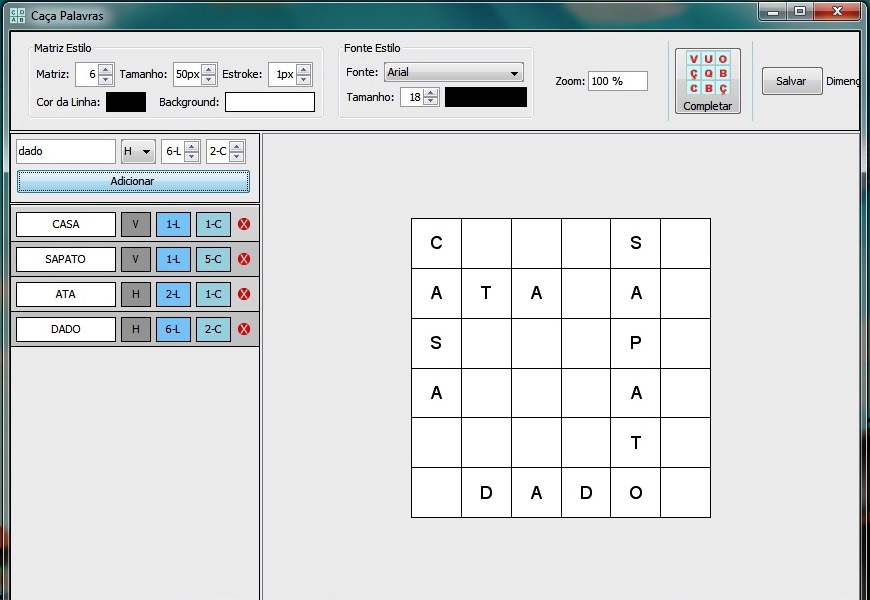 Caça Palavras
Matriz Estilo
Matriz: 6 Tamanho: 50px Estroke: 1px
Cor da Linha: Background:
Fonte Estilo
Fonte: Arial
Tamanho: 18
Zoom: 100 %
V U O
Ç Q B
C B Ç
Completar
Salvar Dimenç
dado H 6-L 2-C
Adicionar
CASA V 1-L 1-C X
SAPATO V 1-L 5-C X
ATA H 2-L 1-C X
DADO H 6-L 2-C X
C S
A T A A
S P
A A
T
D A D O